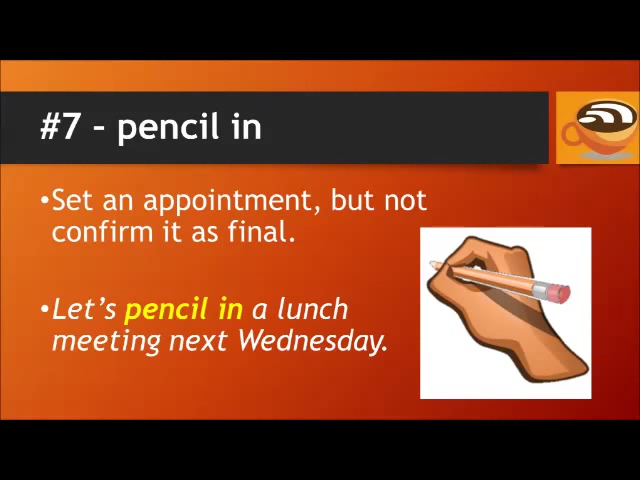 #7 – pencil in
•Set an appointment, but not
confirm it as final.
•Let’s pencil in a lunch
meeting next Wednesday.